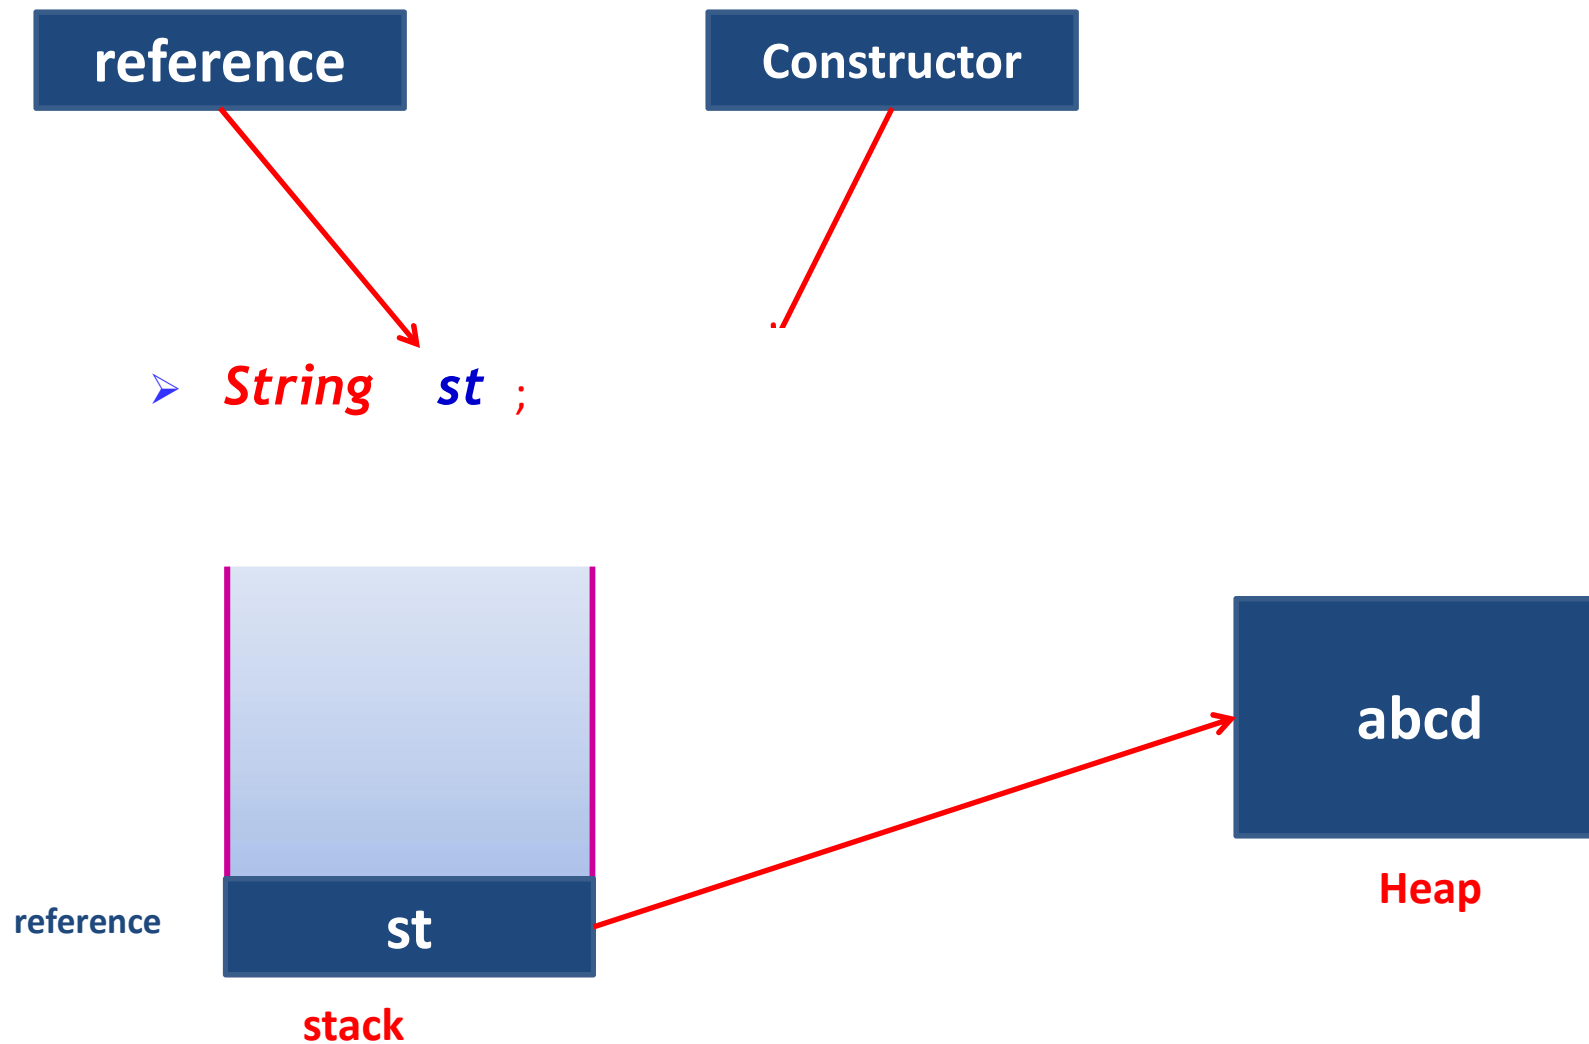 reference
Constructor
String st ;
abcd
Heap
reference
st
stack